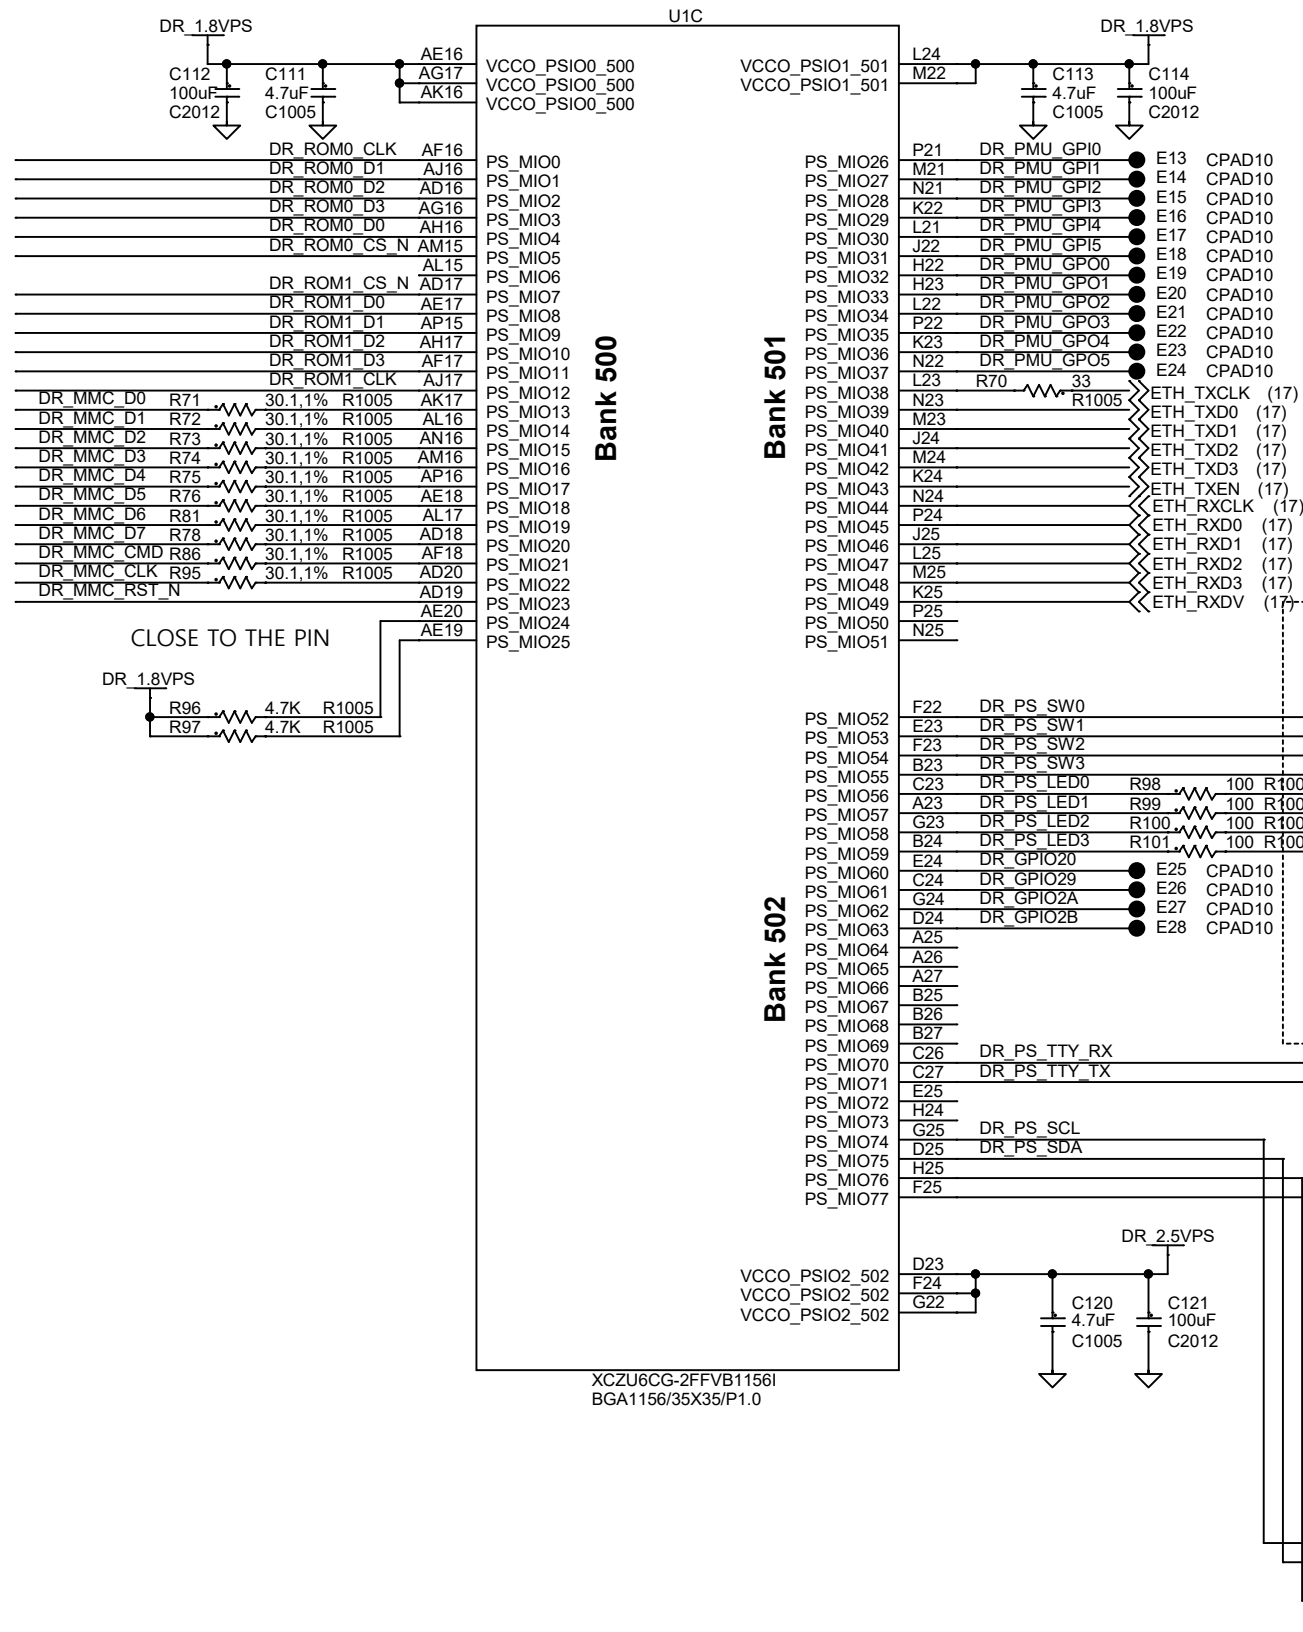 U1C
DR_1.8VPS
C112
100uF
C2012
C111
4.7uF
C1005
AE16 VCCO_PSIO0_500
AG17 VCCO_PSIO0_500
AK16 VCCO_PSIO0_500
DR_ROM0_CLK AF16 PS_MIO0
DR_ROM0_D1 AJ16 PS_MIO1
DR_ROM0_D2 AD16 PS_MIO2
DR_ROM0_D3 AG16 PS_MIO3
DR_ROM0_D0 AH16 PS_MIO4
DR_ROM0_CS_N AM15 PS_MIO5
AL15 PS_MIO6
DR_ROM1_CS_N AD17 PS_MIO7
DR_ROM1_D0 AE17 PS_MIO8
DR_ROM1_D1 AP15 PS_MIO9
DR_ROM1_D2 AH17 PS_MIO10
DR_ROM1_D3 AF17 PS_MIO11
DR_ROM1_CLK AJ17 PS_MIO12
DR_MMC_D0 R71 30.1,1% R1005 AK17 PS_MIO13
DR_MMC_D1 R72 30.1,1% R1005 AL16 PS_MIO14
DR_MMC_D2 R73 30.1,1% R1005 AN16 PS_MIO15
DR_MMC_D3 R74 30.1,1% R1005 AM16 PS_MIO16
DR_MMC_D4 R75 30.1,1% R1005 AP16 PS_MIO17
DR_MMC_D5 R76 30.1,1% R1005 AE18 PS_MIO18
DR_MMC_D6 R81 30.1,1% R1005 AL17 PS_MIO19
DR_MMC_D7 R78 30.1,1% R1005 AD18 PS_MIO20
DR_MMC_CMD R86 30.1,1% R1005 AF18 PS_MIO21
DR_MMC_CLK R95 30.1,1% R1005 AD20 PS_MIO22
DR_MMC_RST_N AD19 PS_MIO23
AE20 PS_MIO24
AE19 PS_MIO25
CLOSE TO THE PIN
DR_1.8VPS
R96 4.7K R1005
R97 4.7K R1005
Bank 500
Bank 501
Bank 502
DR_1.8VPS
VCCO_PSIO1_501 L24
VCCO_PSIO1_501 M22
C113
4.7uF
C1005
C114
100uF
C2012
PS_MIO26 P21 DR_PMU_GPI0 E13 CPAD10
PS_MIO27 M21 DR_PMU_GPI1 E14 CPAD10
PS_MIO28 N21 DR_PMU_GPI2 E15 CPAD10
PS_MIO29 K22 DR_PMU_GPI3 E16 CPAD10
PS_MIO30 L21 DR_PMU_GPI4 E17 CPAD10
PS_MIO31 J22 DR_PMU_GPI5 E18 CPAD10
PS_MIO32 H22 DR_PMU_GPO0 E19 CPAD10
PS_MIO33 H23 DR_PMU_GPO1 E20 CPAD10
PS_MIO34 L22 DR_PMU_GPO2 E21 CPAD10
PS_MIO35 P22 DR_PMU_GPO3 E22 CPAD10
PS_MIO36 K23 DR_PMU_GPO4 E23 CPAD10
PS_MIO37 N22 DR_PMU_GPO5 E24 CPAD10
PS_MIO38 L23 R70 33 R1005 ETH_TXCLK (17)
PS_MIO39 N23 ETH_TXD0 (17)
PS_MIO40 M23 ETH_TXD1 (17)
PS_MIO41 J24 ETH_TXD2 (17)
PS_MIO42 M24 ETH_TXD3 (17)
PS_MIO43 K24 ETH_TXEN (17)
PS_MIO44 N24 ETH_RXCLK (17)
PS_MIO45 P24 ETH_RXD0 (17)
PS_MIO46 J25 ETH_RXD1 (17)
PS_MIO47 L25 ETH_RXD2 (17)
PS_MIO48 M25 ETH_RXD3 (17)
PS_MIO49 K25 ETH_RXDV (17)
PS_MIO50 P25
PS_MIO51 N25
PS_MIO52 F22 DR_PS_SW0
PS_MIO53 E23 DR_PS_SW1
PS_MIO54 F23 DR_PS_SW2
PS_MIO55 B23 DR_PS_SW3
PS_MIO56 C23 DR_PS_LED0 R98 100 R100
PS_MIO57 A23 DR_PS_LED1 R99 100 R100
PS_MIO58 G23 DR_PS_LED2 R100 100 R100
PS_MIO59 B24 DR_PS_LED3 R101 100 R100
PS_MIO60 E24 DR_GPIO20 E25 CPAD10
PS_MIO61 C24 DR_GPIO29 E26 CPAD10
PS_MIO62 G24 DR_GPIO2A E27 CPAD10
PS_MIO63 D24 DR_GPIO2B E28 CPAD10
PS_MIO64 A25
PS_MIO65 A26
PS_MIO66 A27
PS_MIO67 B25
PS_MIO68 B26
PS_MIO69 B27
PS_MIO70 C26 DR_PS_TTY_RX
PS_MIO71 C27 DR_PS_TTY_TX
PS_MIO72 E25
PS_MIO73 H24
PS_MIO74 G25 DR_PS_SCL
PS_MIO75 D25 DR_PS_SDA
PS_MIO76 H25
PS_MIO77 F25
DR_2.5VPS
VCCO_PSIO2_502 D23
VCCO_PSIO2_502 F24
VCCO_PSIO2_502 G22
C120
4.7uF
C1005
C121
100uF
C2012
XCZU6CG-2FFVB1156I
BGA1156/35X35/P1.0